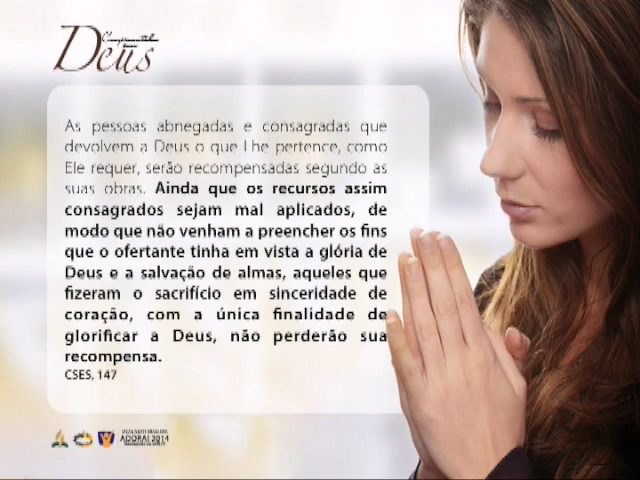 Deus
As pessoas abnegadas e consagradas que
devolvem a Deus o que Lhe pertence, como
Ele requer, serão recompensadas segundo as
suas obras. Ainda que os recursos assim
consagrados sejam mal aplicados, de
modo que não venham a preencher os fins
que o ofertante tinha em vista a glória de
Deus e a salvação de almas, aqueles que
fizeram o sacrifício em sinceridade de
coração, com a única finalidade de
glorificar a Deus, não perderão sua
recompensa.
CSES, 147
ADORAI 2014